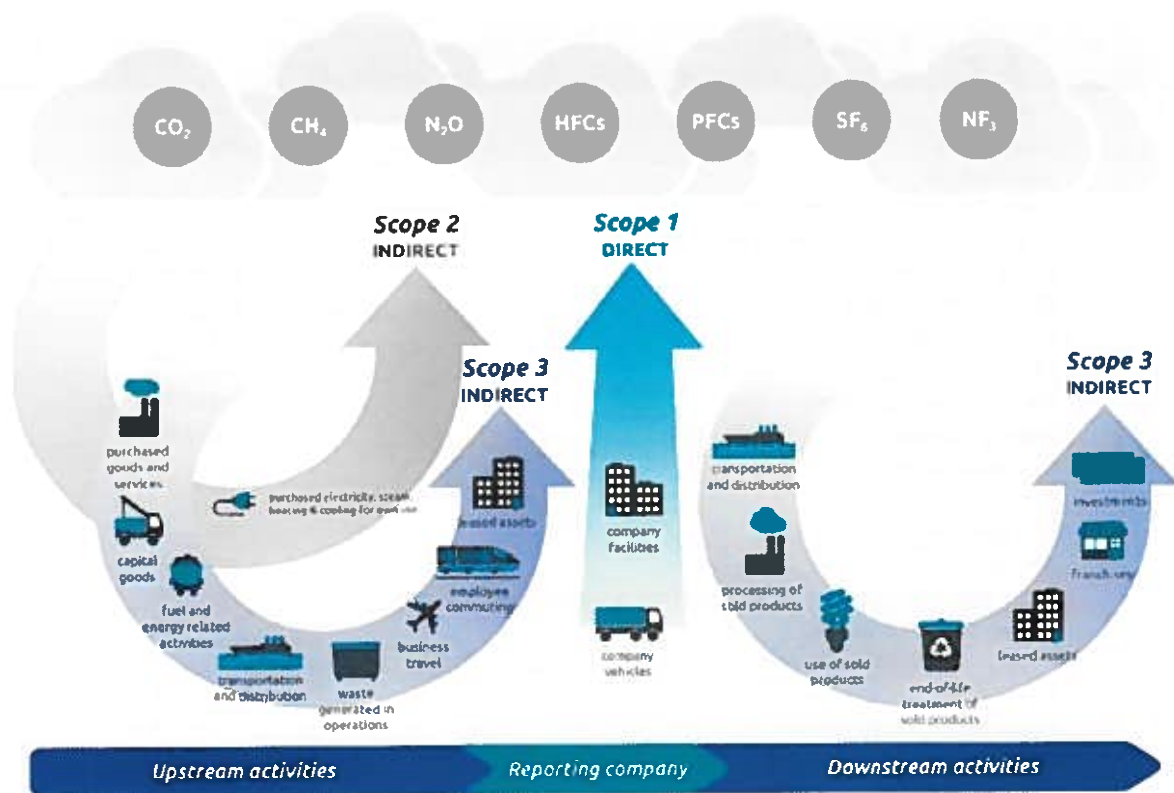 CO₂
CH₄
N₂O
HFCs
PFCs
SF₆
NF₃
Scope 2
INDIRECT
Scope 1
DIRECT
Scope 3
INDIRECT
Scope 3
INDIRECT
purchased
goods and
services
capital
goods
fuel and
energy related
activities
transportation
and distribution
waste
generated in
operations
business
travel
employee
commuting
leased assets
purchased electricity, steam,
heating & cooling for own use
company
facilities
company
vehicles
transportation
and distribution
processing of
sold products
use of sold
products
end-of-life
treatment of
sold products
leased assets
franchises
investments
Upstream activities
Reporting company
Downstream activities